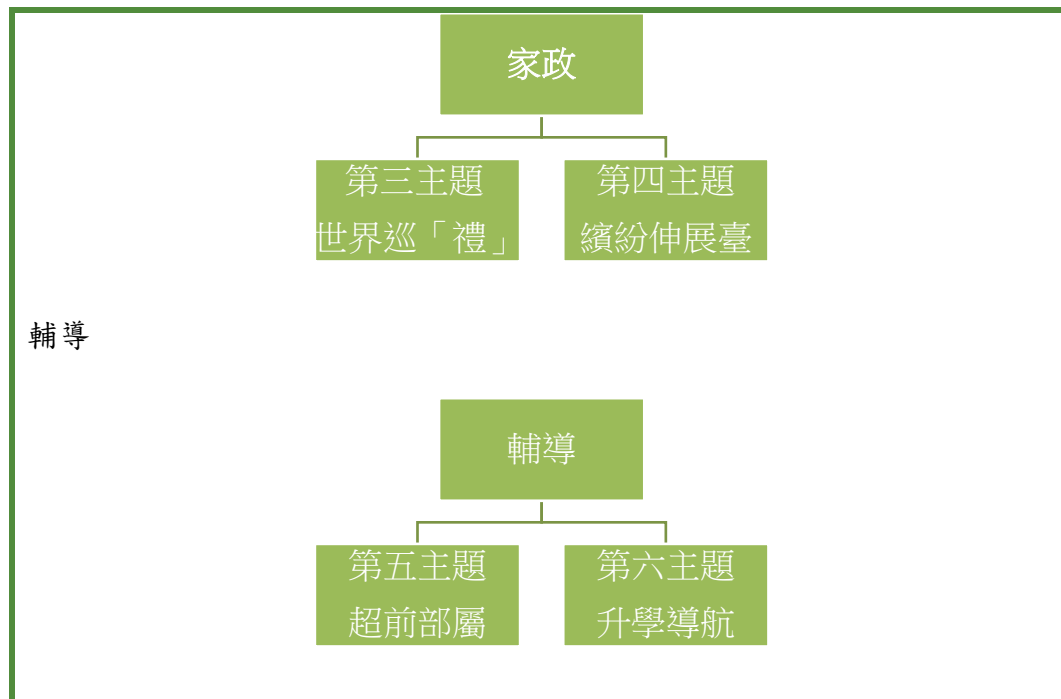 家政
第三主題
世界巡「禮」
第四主題
繽紛伸展臺
輔導
輔導
第五主題
超前部屬
第六主題
升學導航